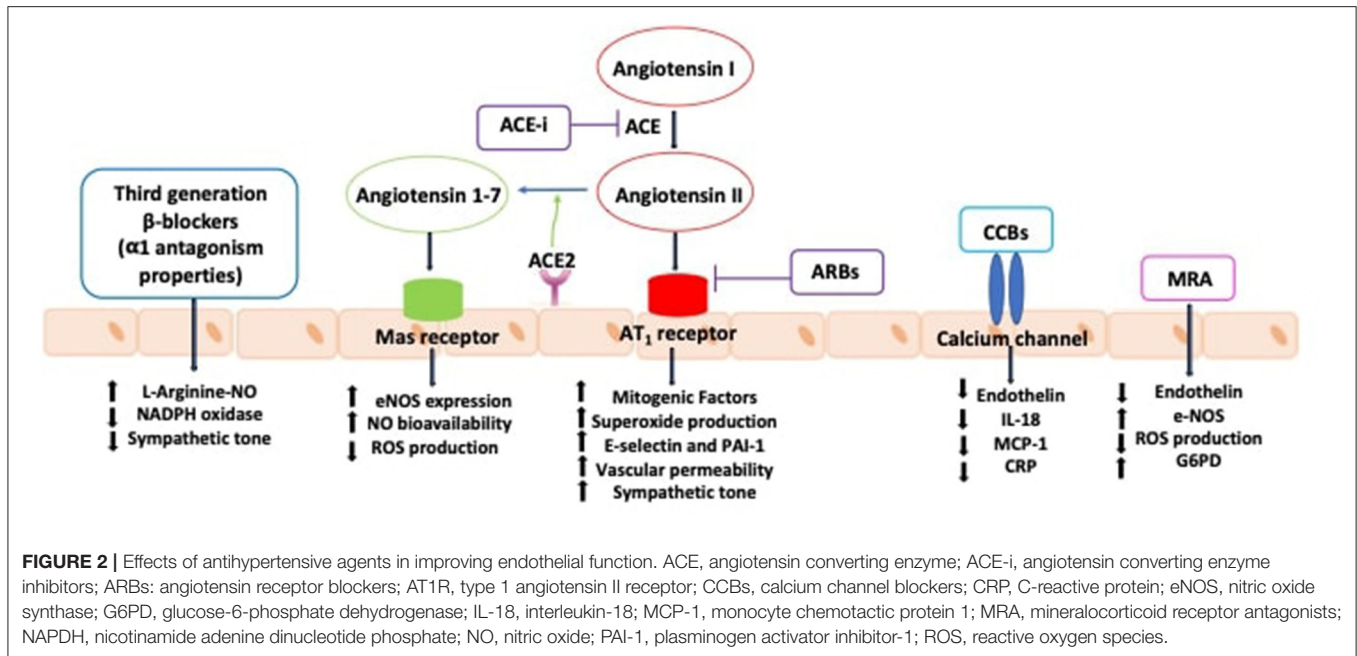 Angiotensin I
ACE-i
ACE
Third generation
β-blockers
(α1 antagonism
properties)
Angiotensin 1-7
Angiotensin II
ACE2
ARBs
CCBs
MRA
Mas receptor
AT1 receptor
Calcium channel
L-Arginine-NO
NADPH oxidase
Sympathetic tone
eNOS expression
NO bioavailability
ROS production
Mitogenic Factors
Superoxide production
E-selectin and PAI-1
Vascular permeability
Sympathetic tone
Endothelin
IL-18
MCP-1
CRP
Endothelin
e-NOS
ROS production
G6PD
FIGURE 2 | Effects of antihypertensive agents in improving endothelial function. ACE, angiotensin converting enzyme; ACE-i, angiotensin converting enzyme
inhibitors; ARBs: angiotensin receptor blockers; AT1R, type 1 angiotensin II receptor; CCBs, calcium channel blockers; CRP, C-reactive protein; eNOS, nitric oxide
synthase; G6PD, glucose-6-phosphate dehydrogenase; IL-18, interleukin-18; MCP-1, monocyte chemotactic protein 1; MRA, mineralocorticoid receptor antagonists;
NAPDH, nicotinamide adenine dinucleotide phosphate; NO, nitric oxide; PAI-1, plasminogen activator inhibitor-1; ROS, reactive oxygen species.